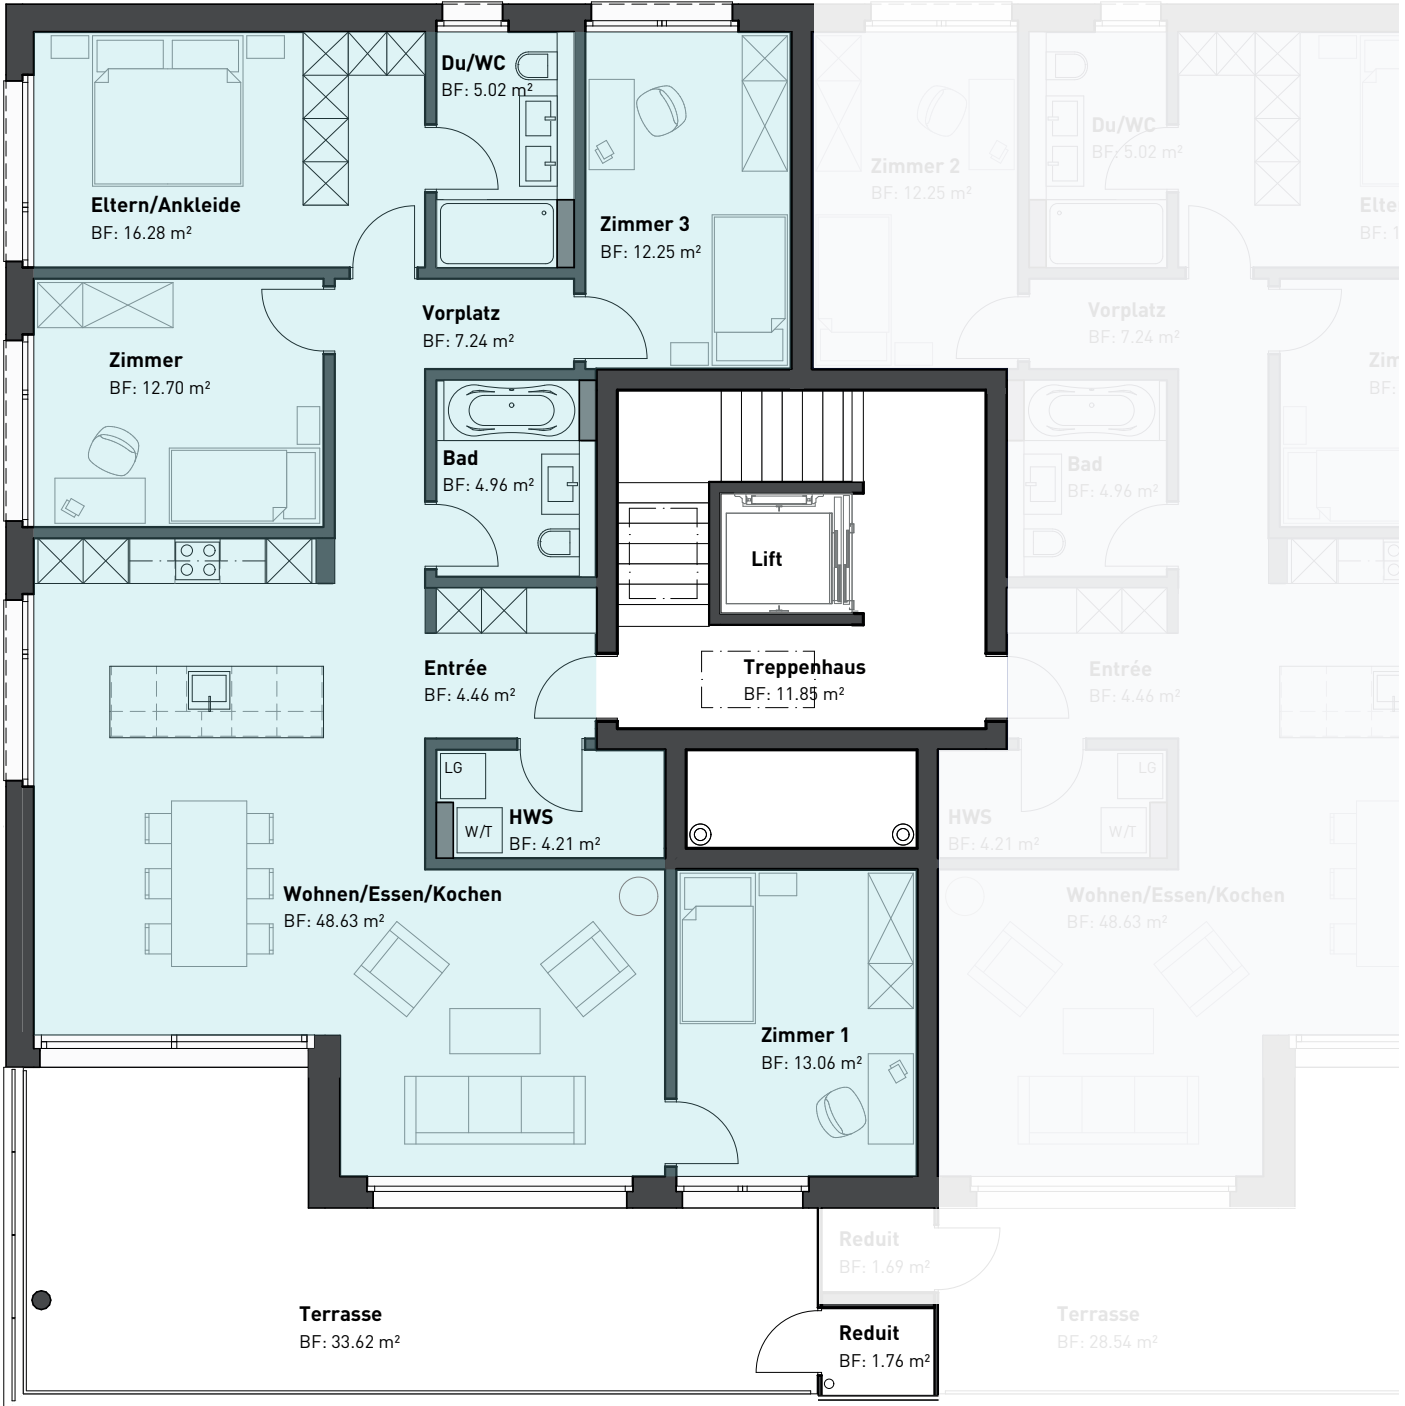 Du/WC
BF: 5.02 m²
Eltern/Ankleide
BF: 16.28 m²
Zimmer 3
BF: 12.25 m²
Vorplatz
BF: 7.24 m²
Zimmer
BF: 12.70 m²
Bad
BF: 4.96 m²
Lift
Entrée
BF: 4.46 m²
Treppenhaus
BF: 11.85 m²
LG
W/T
HWS
BF: 4.21 m²
Wohnen/Essen/Kochen
BF: 48.63 m²
Zimmer 1
BF: 13.06 m²
Terrasse
BF: 33.62 m²
Reduit
BF: 1.76 m²
Du/WC
BF: 5.02 m²
Zimmer 2
BF: 12.25 m²
Elte
BF: 1
Vorplatz
BF: 7.24 m²
Zim
BF:
Bad
BF: 4.96 m²
Entrée
BF: 4.46 m²
LG
W/T
HWS
BF: 4.21 m²
Wohnen/Essen/Kochen
BF: 48.63 m²
Reduit
BF: 1.69 m²
Terrasse
BF: 28.54 m²